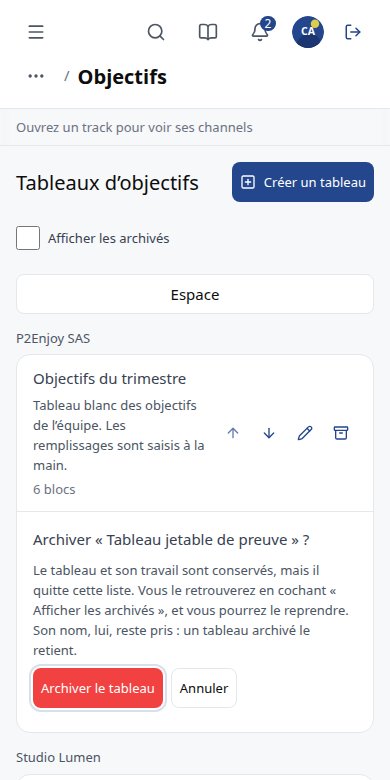 2
CA
/ Objectifs
Ouvrez un track pour voir ses channels
Tableaux d’objectifs
Créer un tableau
Afficher les archivés
Espace
P2Enjoy SAS
Objectifs du trimestre
Tableau blanc des objectifs
de l’équipe. Les
remplissages sont saisis à la
main.
6 blocs
Archiver « Tableau jetable de preuve » ?
Le tableau et son travail sont conservés, mais il
quitte cette liste. Vous le retrouverez en cochant «
Afficher les archivés », et vous pourrez le reprendre.
Son nom, lui, reste pris : un tableau archivé le
retient.
Archiver le tableau
Annuler
Studio Lumen